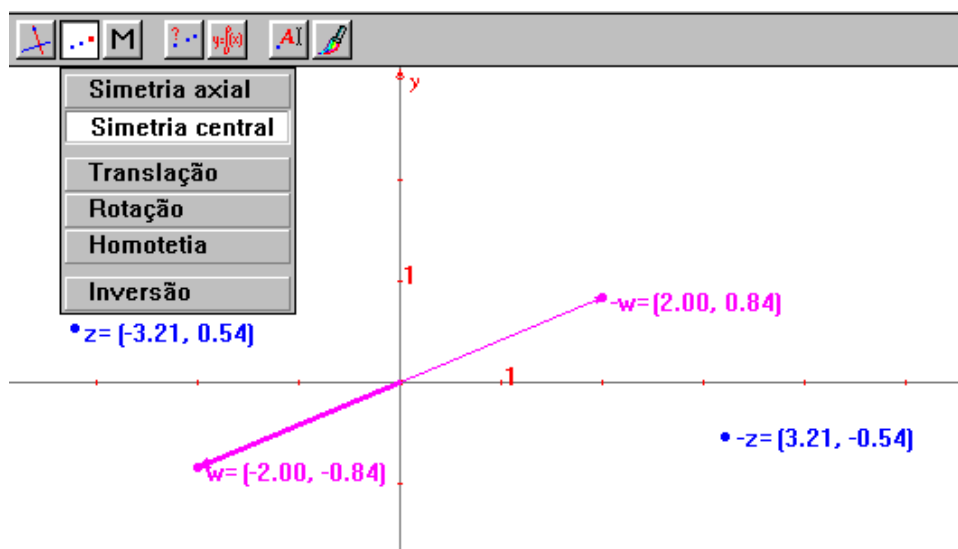 M ? y=f(x) A
Simetria axial
Simetria central
Translação
Rotação
Homotetia
Inversão
y
1
-w=(2.00, 0.84)
z= (-3.21, 0.54)
1
-z=(3.21, -0.54)
w=(-2.00, -0.84)